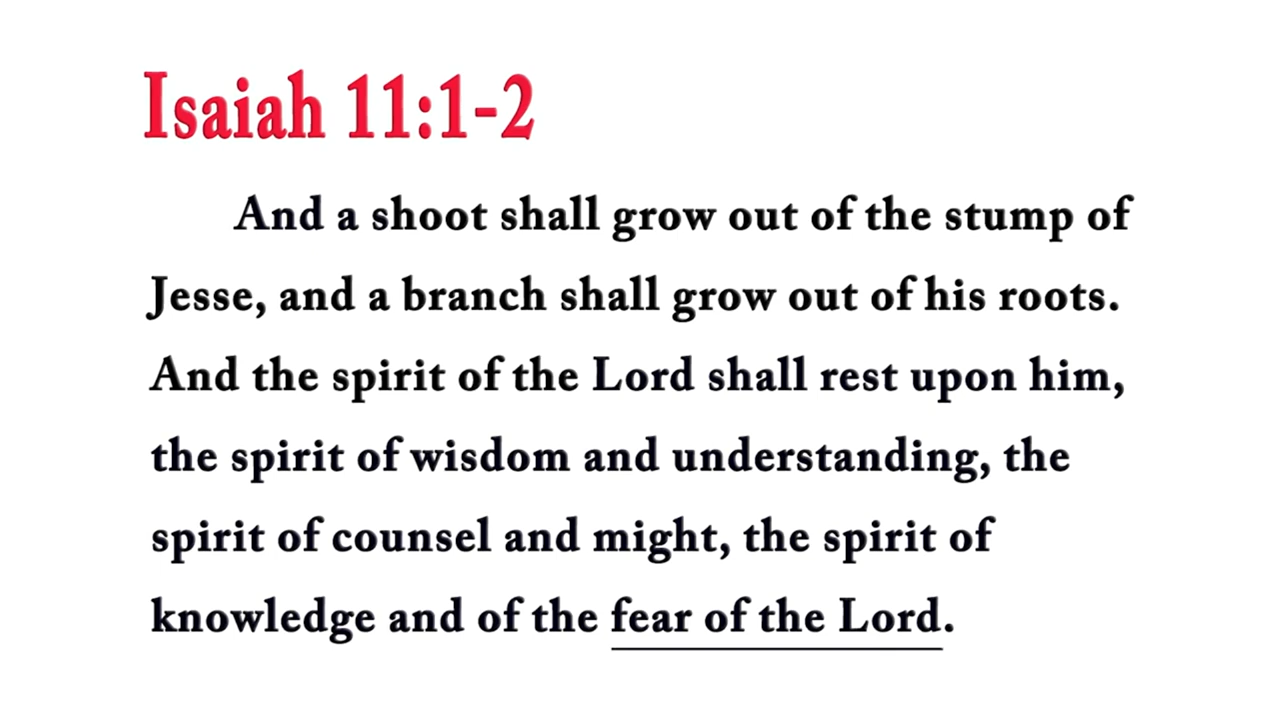 Isaiah 11:1-2
And a shoot shall grow out of the stump of
Jesse, and a branch shall grow out of his roots.
And the spirit of the Lord shall rest upon him,
the spirit of wisdom and understanding, the
spirit of counsel and might, the spirit of
knowledge and of the fear of the Lord.